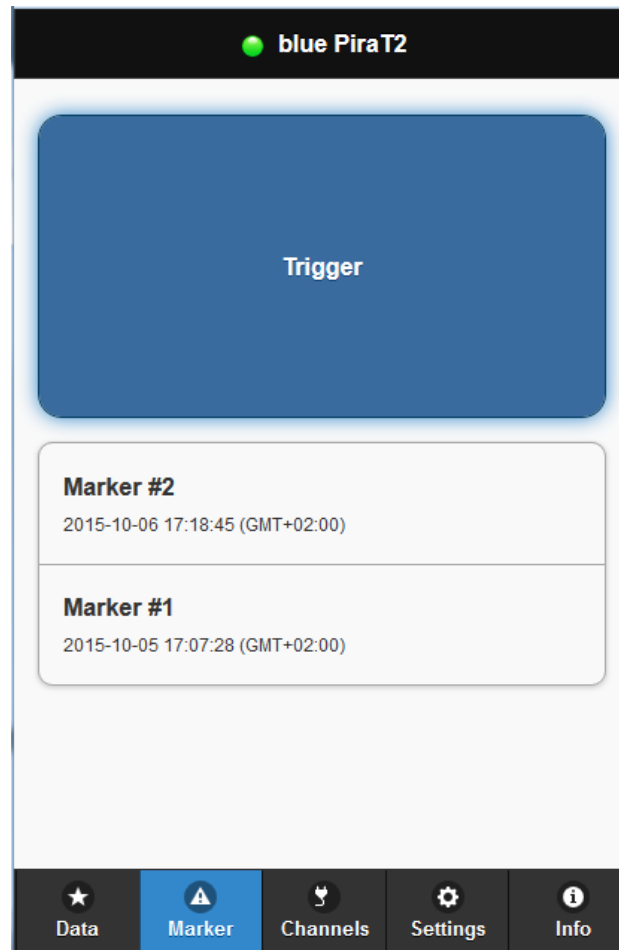 blue PiraT2
Trigger
Marker #2
2015-10-06 17:18:45 (GMT+02:00)
Marker #1
2015-10-05 17:07:28 (GMT+02:00)
Data
Marker
Channels
Settings
Info